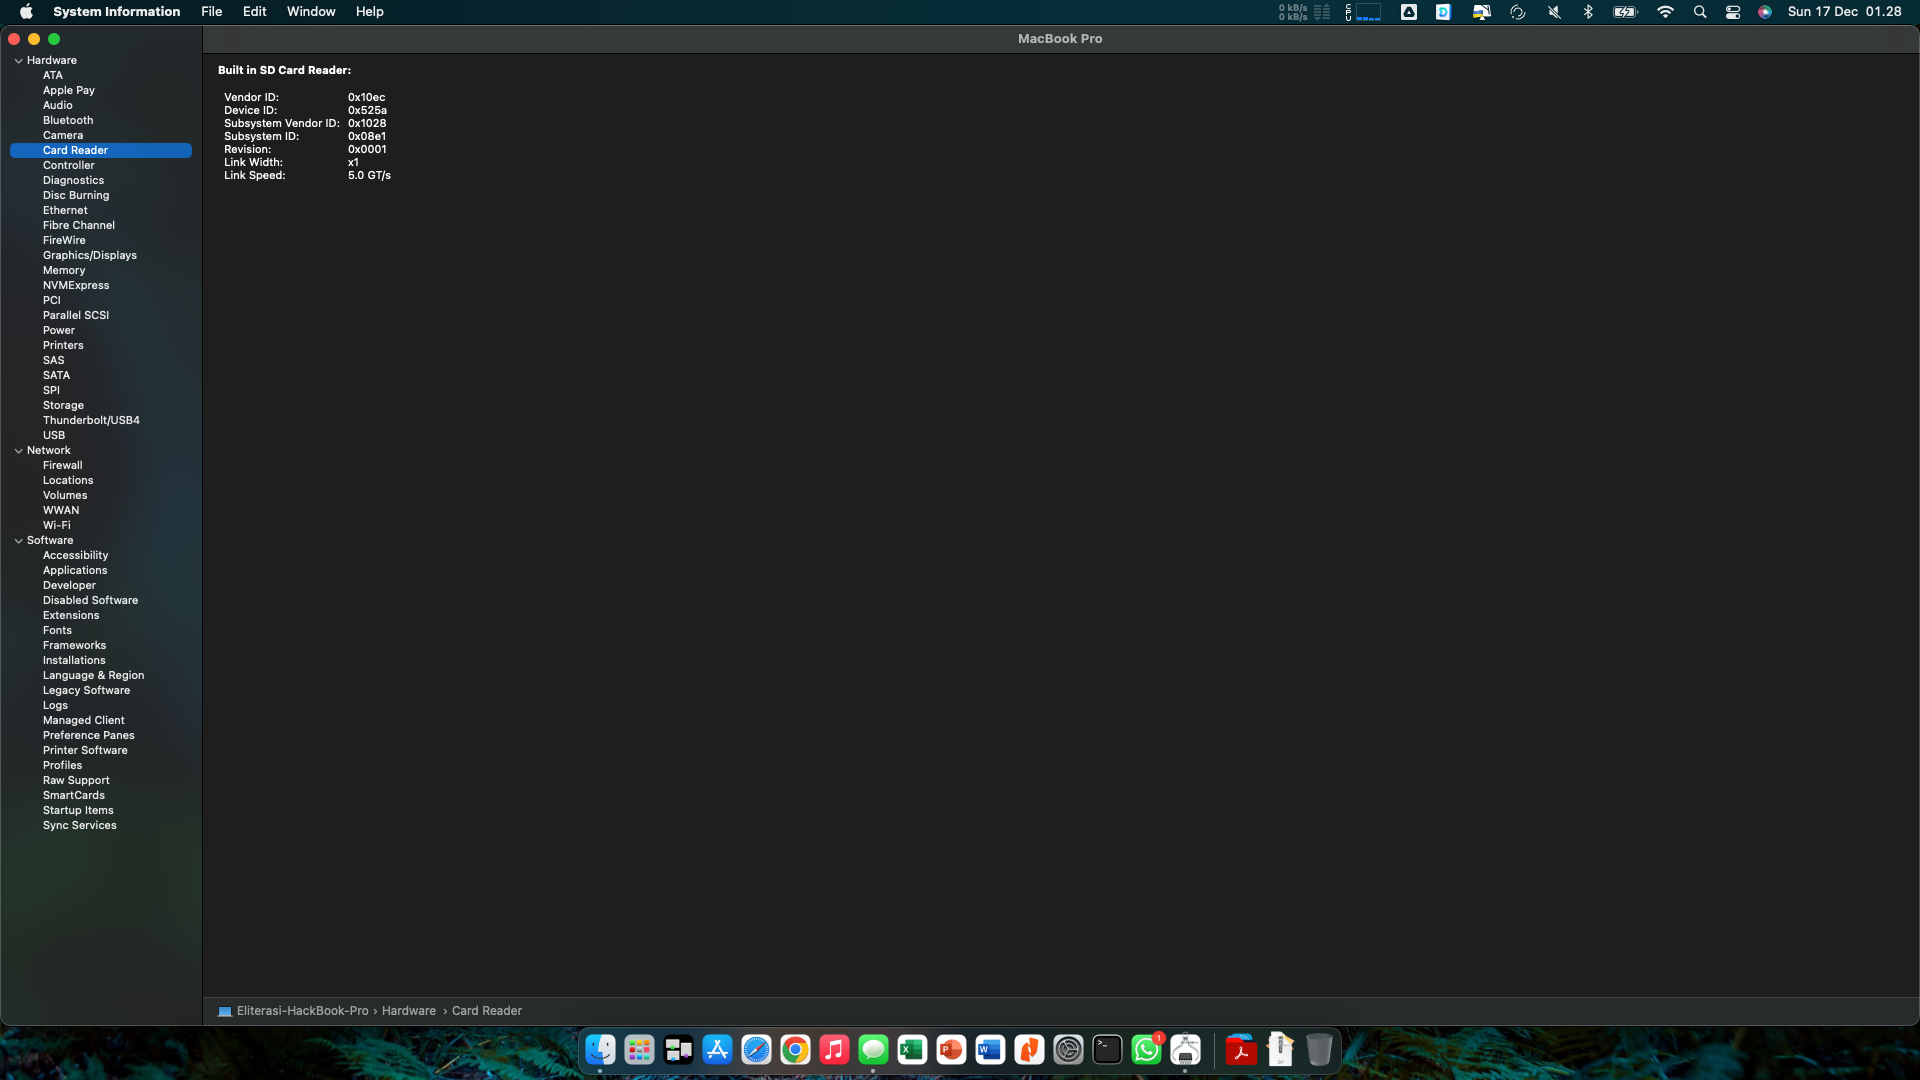 System Information File Edit Window Help
0 kB/s
0 kB/s
CPU
Sun 17 Dec 01.28
MacBook Pro
Hardware
ATA
Apple Pay
Audio
Bluetooth
Camera
Card Reader
Controller
Diagnostics
Disc Burning
Ethernet
Fibre Channel
FireWire
Graphics/Displays
Memory
NVMExpress
PCI
Parallel SCSI
Power
Printers
SAS
SATA
SPI
Storage
Thunderbolt/USB4
USB
Network
Firewall
Locations
Volumes
WWAN
Wi-Fi
Software
Accessibility
Applications
Developer
Disabled Software
Extensions
Fonts
Frameworks
Installations
Language & Region
Legacy Software
Logs
Managed Client
Preference Panes
Printer Software
Profiles
Raw Support
SmartCards
Startup Items
Sync Services
Built in SD Card Reader:
Vendor ID: 0x10ec
Device ID: 0x525a
Subsystem Vendor ID: 0x1028
Subsystem ID: 0x08e1
Revision: 0x0001
Link Width: x1
Link Speed: 5.0 GT/s
Eliterasi-HackBook-Pro › Hardware › Card Reader
1